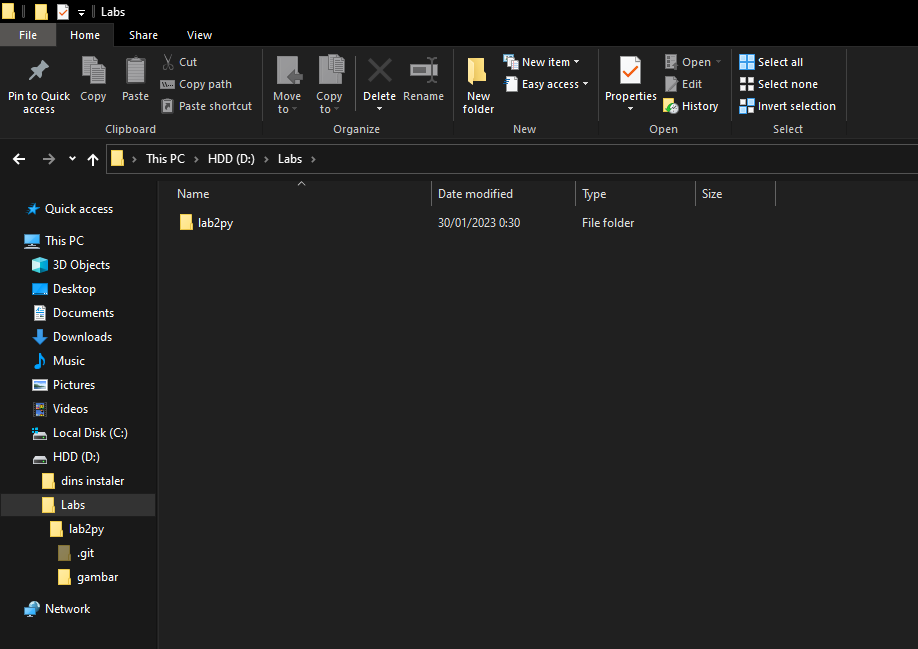 Labs
File Home Share View
Pin to Quick access
Copy
Paste
Cut
Copy path
Paste shortcut
Clipboard
Move to
Copy to
Delete
Rename
Organize
New folder
New item
Easy access
New
Properties
Open
Edit
History
Open
Select all
Select none
Invert selection
Select
This PC › HDD (D:) › Labs ›
Name Date modified Type Size
lab2py 30/01/2023 0:30 File folder
Quick access
This PC
3D Objects
Desktop
Documents
Downloads
Music
Pictures
Videos
Local Disk (C:)
HDD (D:)
dins instaler
Labs
lab2py
.git
gambar
Network